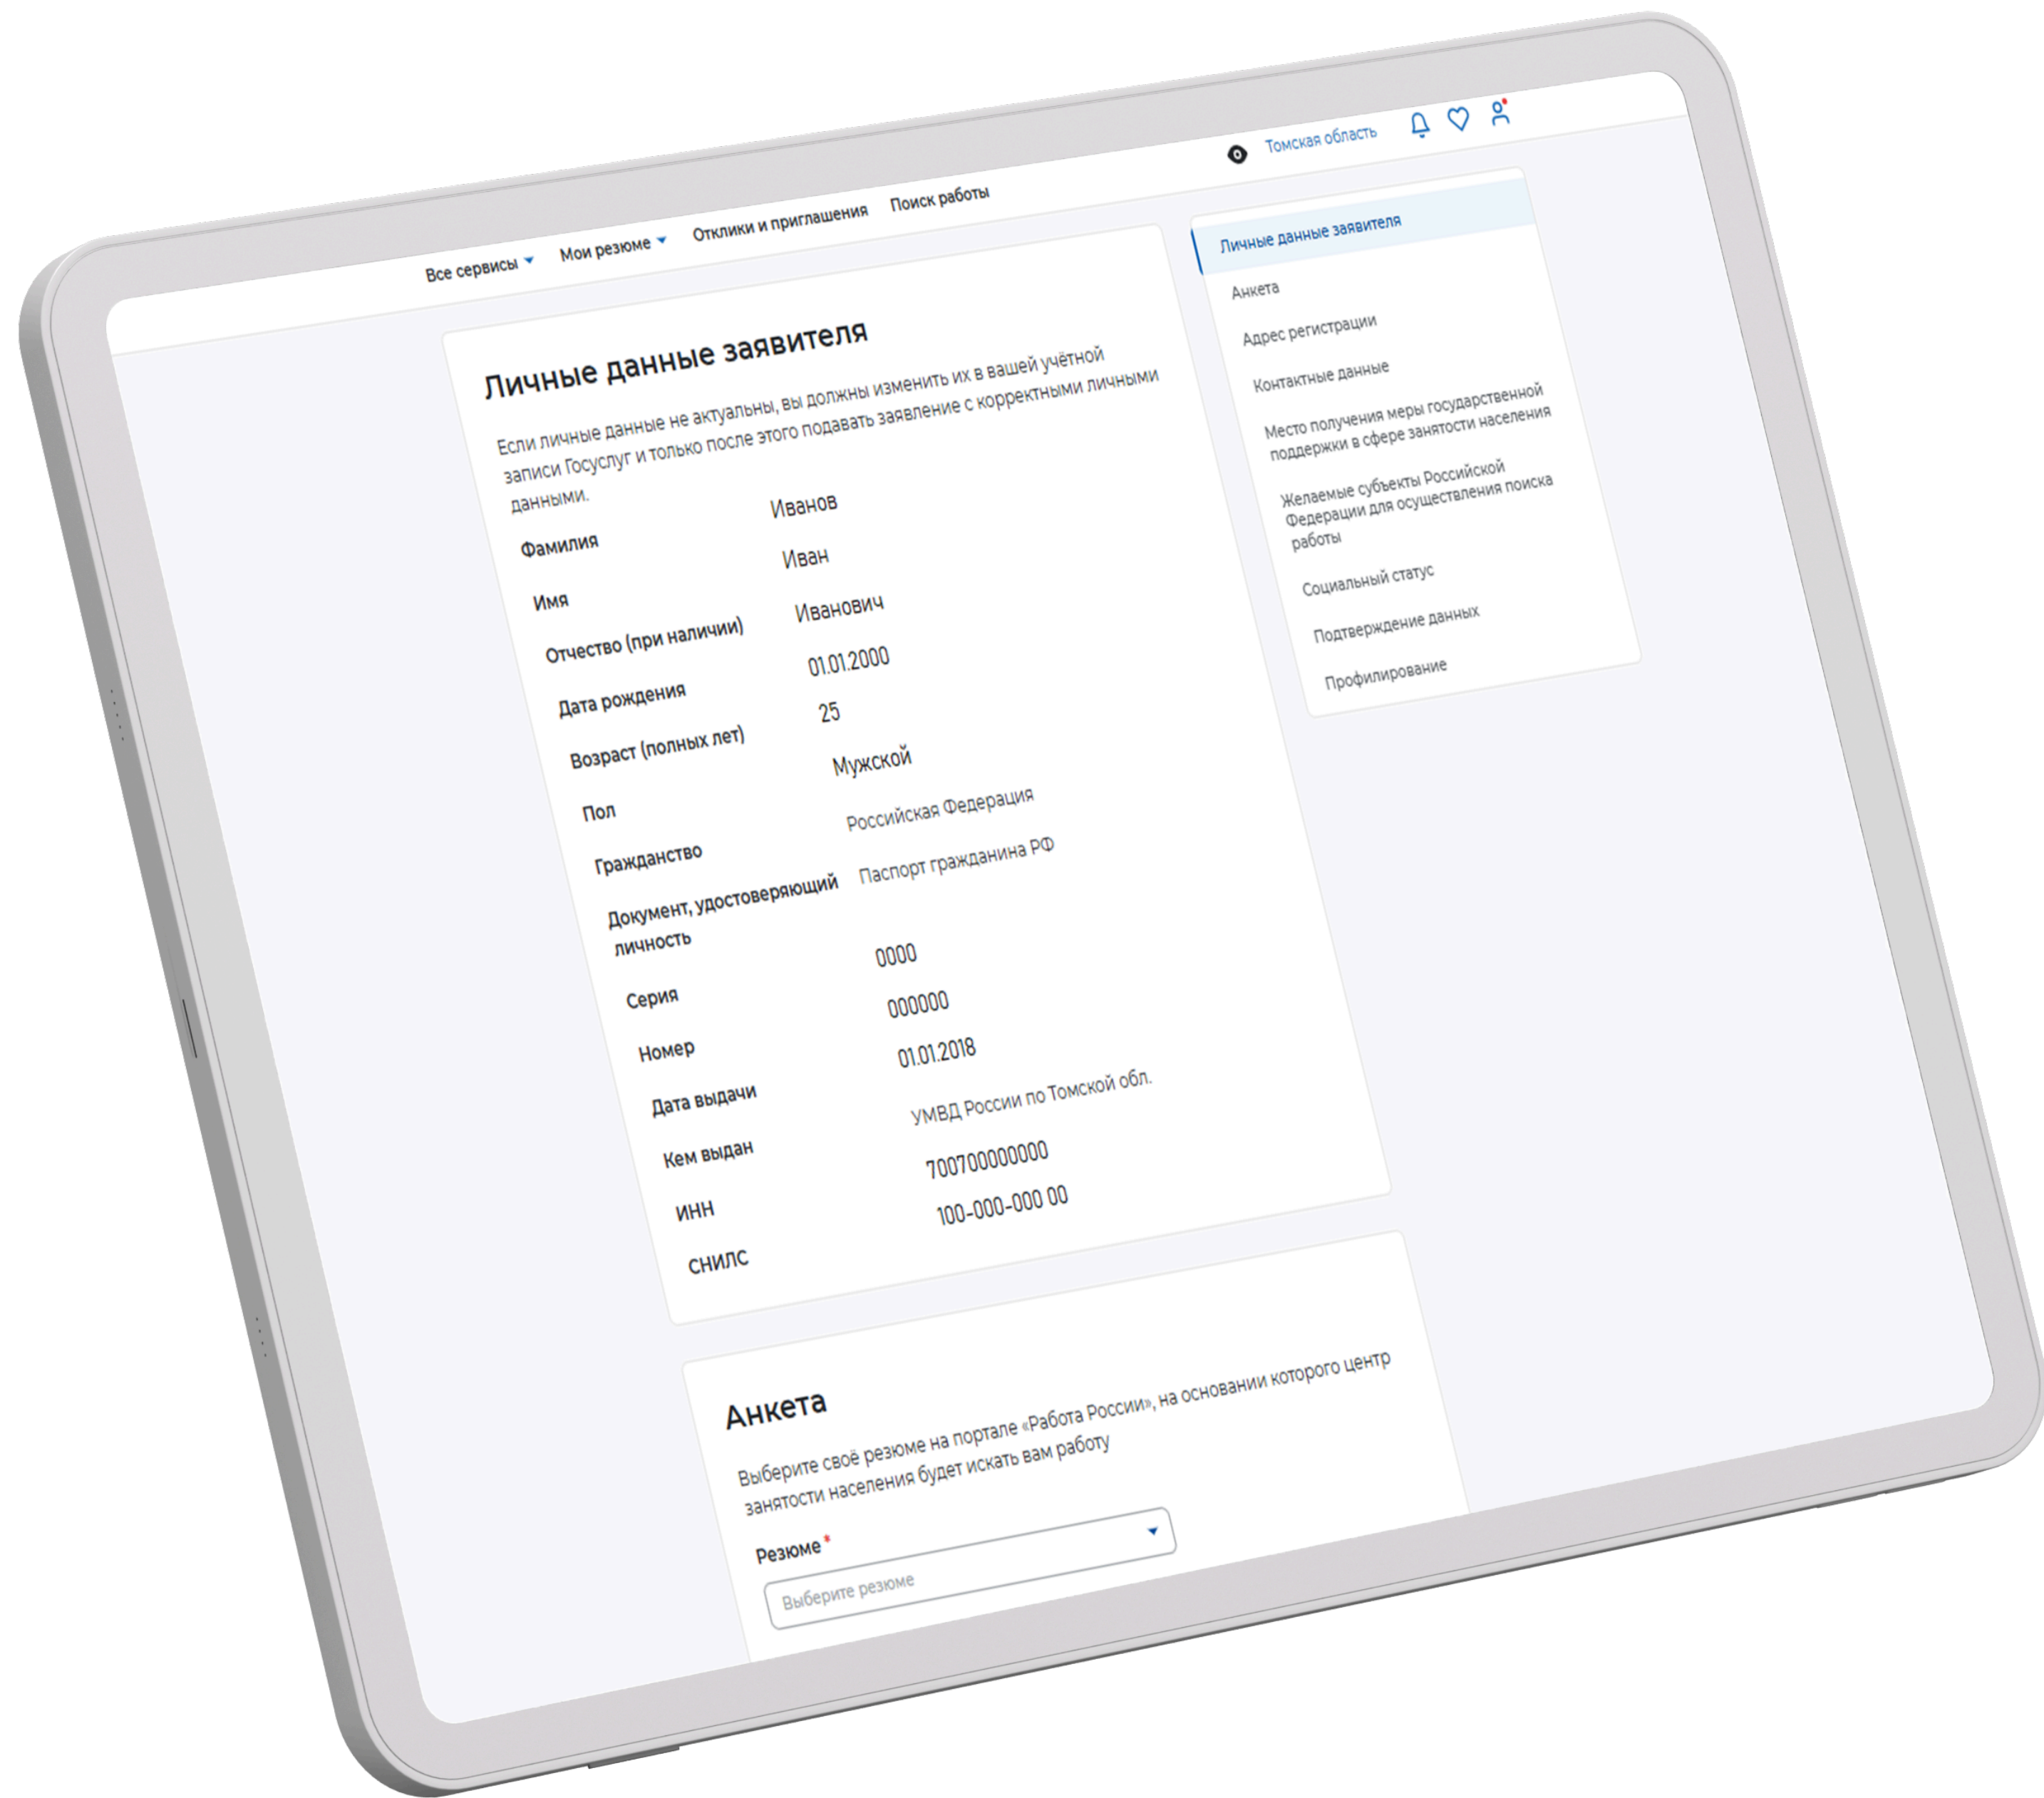 Все сервисы Мои резюме Отклики и приглашения Поиск работы Томская область
Личные данные заявителя
Если личные данные не актуальны, вы должны изменить их в вашей учётной
записи Госуслуг и только после этого подавать заявление с корректными личными
данными.
Фамилия Иванов
Имя Иван
Отчество (при наличии) Иванович
Дата рождения 01.01.2000
Возраст (полных лет) 25
Пол Мужской
Гражданство Российская Федерация
Документ, удостоверяющий Паспорт гражданина РФ
личность
Серия 0000
Номер 000000
Дата выдачи 01.01.2018
Кем выдан УМВД России по Томской обл.
ИНН 700700000000
СНИЛС 100-000-000 00
Анкета
Выберите своё резюме на портале «Работа России», на основании которого центр
занятости населения будет искать вам работу
Резюме *
Выберите резюме
Личные данные заявителя
Анкета
Адрес регистрации
Контактные данные
Место получения меры государственной
поддержки в сфере занятости населения
Желаемые субъекты Российской
Федерации для осуществления поиска
работы
Социальный статус
Подтверждение данных
Профилирование